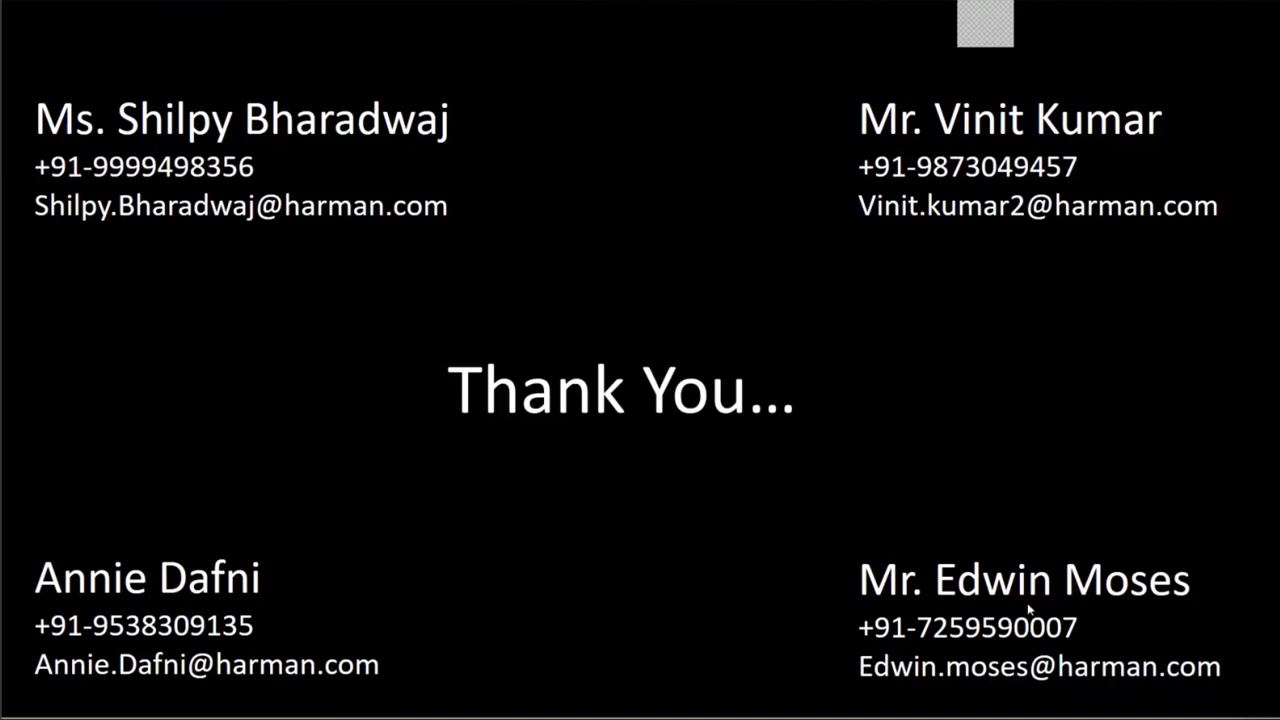 Ms. Shilpy Bharadwaj
+91-9999498356
Shilpy.Bharadwaj@harman.com
Mr. Vinit Kumar
+91-9873049457
Vinit.kumar2@harman.com
Thank You...
Annie Dafni
+91-9538309135
Annie.Dafni@harman.com
Mr. Edwin Moses
+91-7259590007
Edwin.moses@harman.com